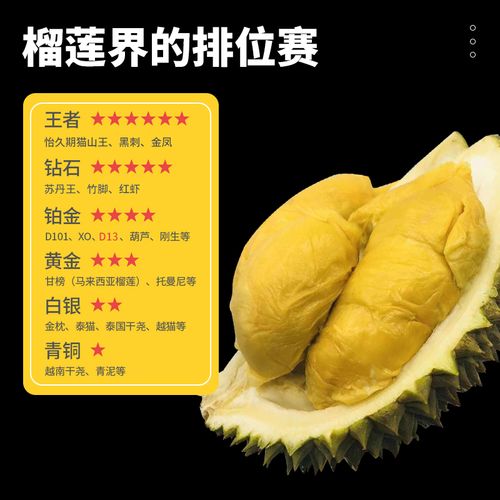 榴莲界的排位赛
王者 ★★★★★★
怡久期猫山王、黑刺、金凤
钻石 ★★★★★
苏丹王、竹脚、红虾
铂金 ★★★★
D101、XO、D13、葫芦、刚生等
黄金 ★★★
甘榜（马来西亚榴莲）、托曼尼等
白银 ★★
金枕、泰猫、泰国干尧、越猫等
青铜 ★
越南干尧、青泥等